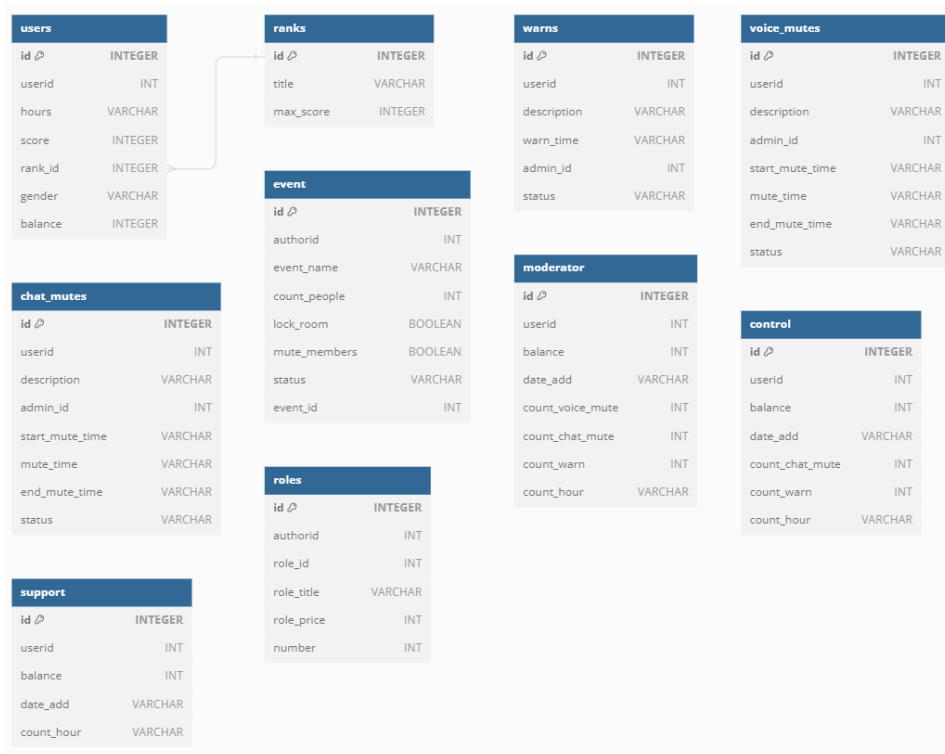 users
id INTEGER
userid INT
hours VARCHAR
score INTEGER
rank_id INTEGER
gender VARCHAR
balance INTEGER
ranks
id INTEGER
title VARCHAR
max_score INTEGER
warns
id INTEGER
userid INT
description VARCHAR
warn_time VARCHAR
admin_id INT
status VARCHAR
voice_mutes
id INTEGER
userid INT
description VARCHAR
admin_id INT
start_mute_time VARCHAR
mute_time VARCHAR
end_mute_time VARCHAR
status VARCHAR
event
id INTEGER
authorid INT
event_name VARCHAR
count_people INT
lock_room BOOLEAN
mute_members BOOLEAN
status VARCHAR
event_id INT
moderator
id INTEGER
userid INT
balance INT
date_add VARCHAR
count_voice_mute INT
count_chat_mute INT
count_warn INT
count_hour VARCHAR
chat_mutes
id INTEGER
userid INT
description VARCHAR
admin_id INT
start_mute_time VARCHAR
mute_time VARCHAR
end_mute_time VARCHAR
status VARCHAR
control
id INTEGER
userid INT
balance INT
date_add VARCHAR
count_chat_mute INT
count_warn INT
count_hour VARCHAR
roles
id INTEGER
authorid INT
role_id INT
role_title VARCHAR
role_price INT
number INT
support
id INTEGER
userid INT
balance INT
date_add VARCHAR
count_hour VARCHAR